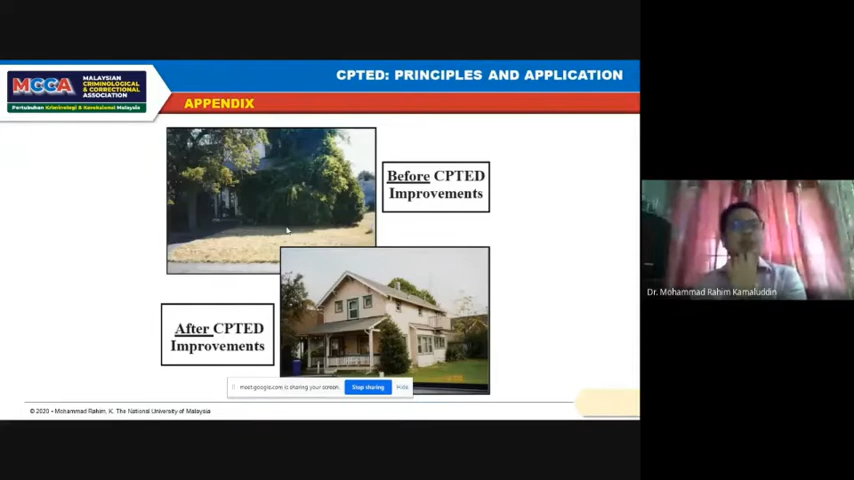 CPTED: PRINCIPLES AND APPLICATION
MCCA
MALAYSIAN
CRIMINOLOGICAL
& CORRECTIONAL
ASSOCIATION
Pertubuhan Kriminologi & Koreksional Malaysia
APPENDIX
Before CPTED
Improvements
After CPTED
Improvements
meet.google.com is sharing your screen.
Stop sharing
Hide
© 2020 • Mohammad Rahim, K. The National University of Malaysia
Dr. Mohammad Rahim Kamaluddin